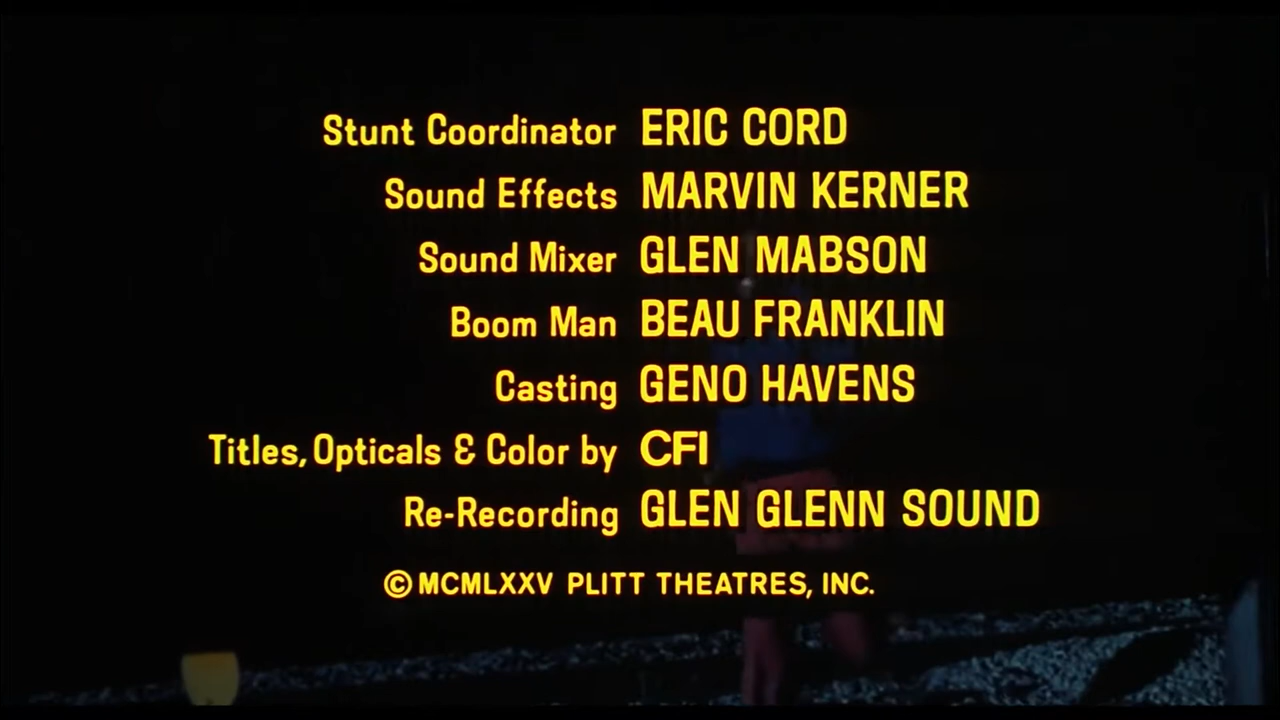 Stunt Coordinator ERIC CORD
Sound Effects MARVIN KERNER
Sound Mixer GLEN MABSON
Boom Man BEAU FRANKLIN
Casting GENO HAVENS
Titles, Opticals & Color by CFI
Re-Recording GLEN GLENN SOUND
© MCMLXXV PLITT THEATRES, INC.